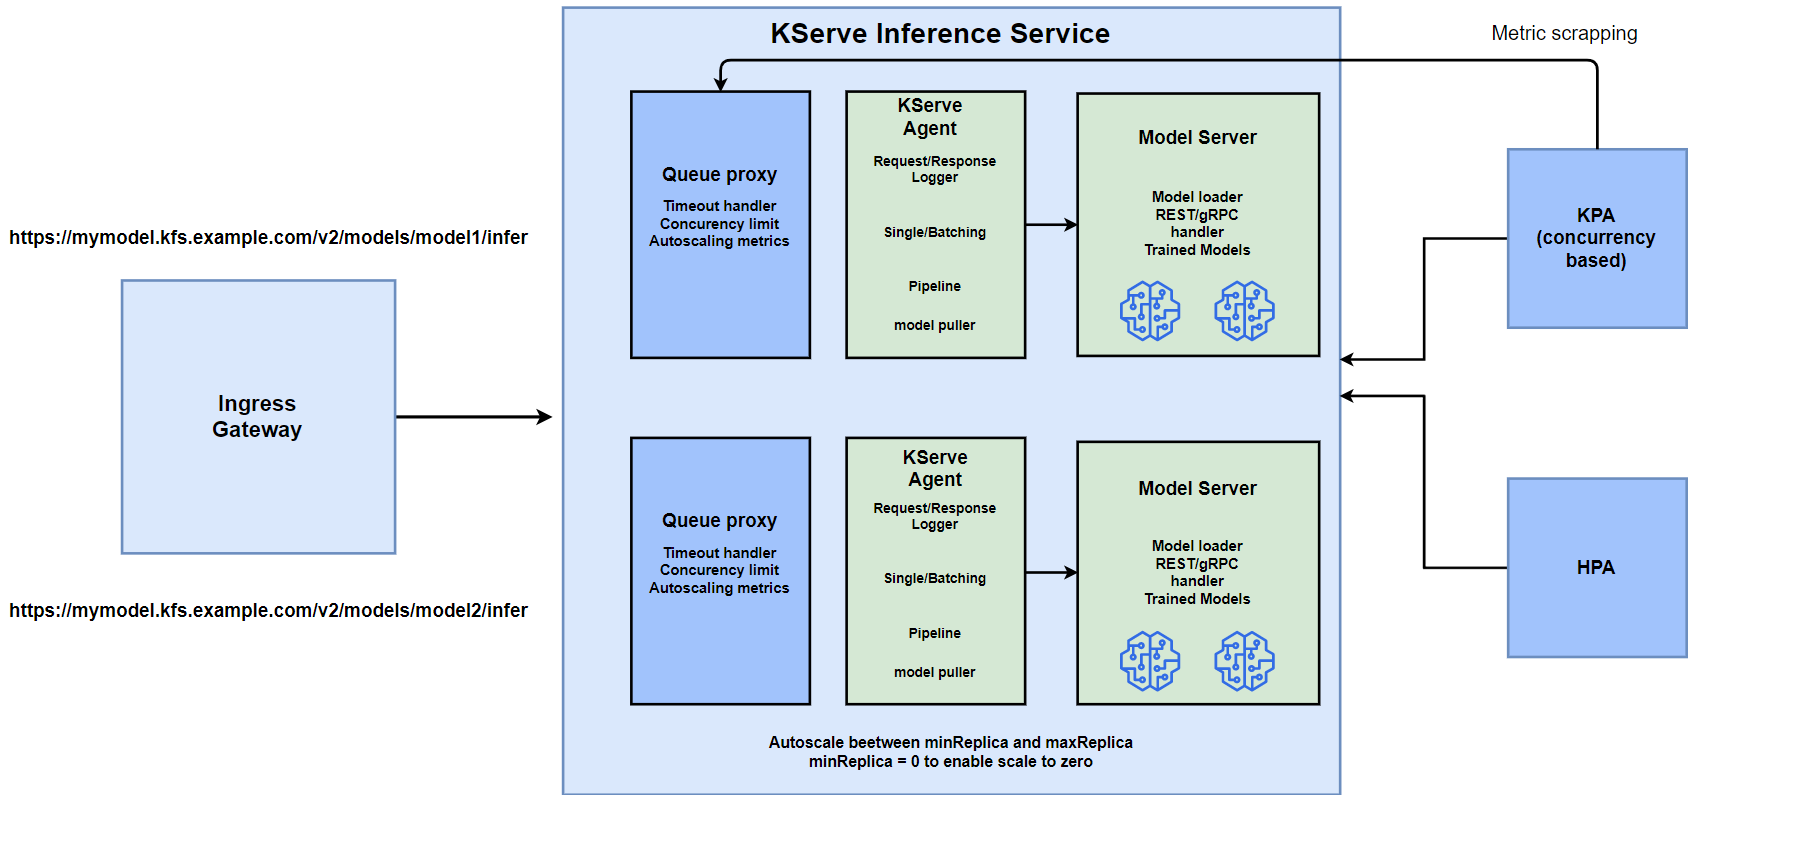 KServe Inference Service
Metric scrapping
https://mymodel.kfs.example.com/v2/models/model1/infer
Ingress
Gateway
https://mymodel.kfs.example.com/v2/models/model2/infer
Queue proxy
Timeout handler
Concurency limit
Autoscaling metrics
KServe
Agent
Request/Response
Logger
Single/Batching
Pipeline
model puller
Model Server
Model loader
REST/gRPC
handler
Trained Models
Queue proxy
Timeout handler
Concurency limit
Autoscaling metrics
KServe
Agent
Request/Response
Logger
Single/Batching
Pipeline
model puller
Model Server
Model loader
REST/gRPC
handler
Trained Models
Autoscale beetween minReplica and maxReplica
minReplica = 0 to enable scale to zero
KPA
(concurrency
based)
HPA